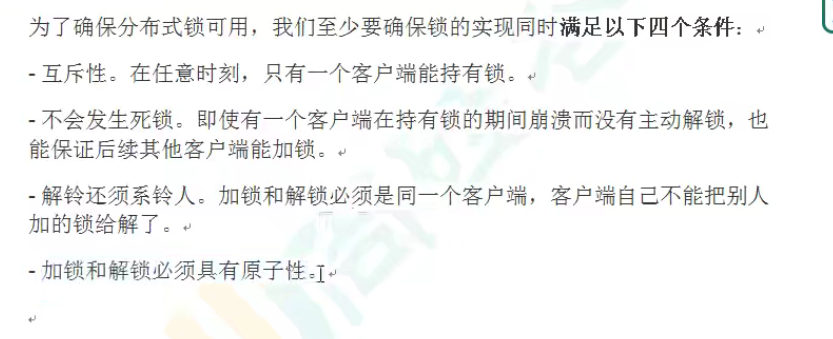 为了确保分布式锁可用，我们至少要确保锁的实现同时满足以下四个条件：
- 互斥性。在任意时刻，只有一个客户端能持有锁。
- 不会发生死锁。即使有一个客户端在持有锁的期间崩溃而没有主动解锁，也
能保证后续其他客户端能加锁。
- 解铃还须系铃人。加锁和解锁必须是同一个客户端，客户端自己不能把别人
加的锁给解了。
- 加锁和解锁必须具有原子性。